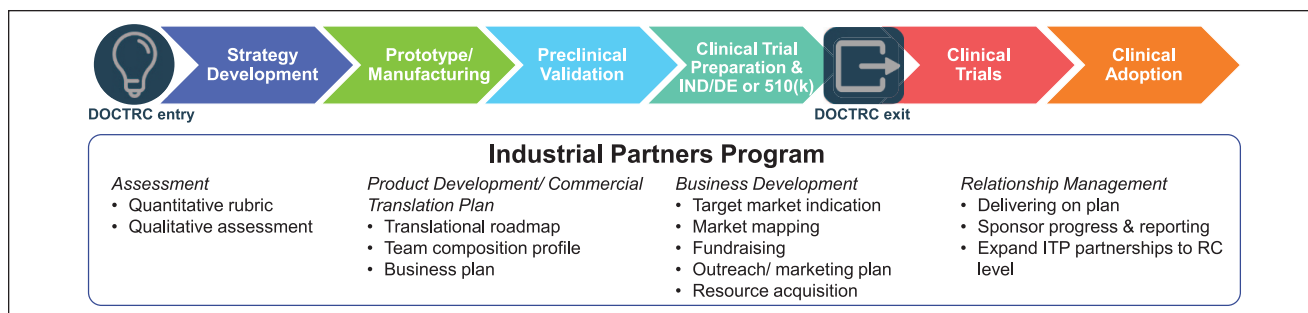 Strategy
Development
Prototype/
Manufacturing
Preclinical
Validation
Clinical Trial
Preparation &
IND/DE or 510(k)
Clinical
Trials
Clinical
Adoption
DOCTRC entry
DOCTRC exit
Industrial Partners Program
Assessment
• Quantitative rubric
• Qualitative assessment
Product Development/ Commercial
Translation Plan
• Translational roadmap
• Team composition profile
• Business plan
Business Development
• Target market indication
• Market mapping
• Fundraising
• Outreach/ marketing plan
• Resource acquisition
Relationship Management
• Delivering on plan
• Sponsor progress & reporting
• Expand ITP partnerships to RC
level